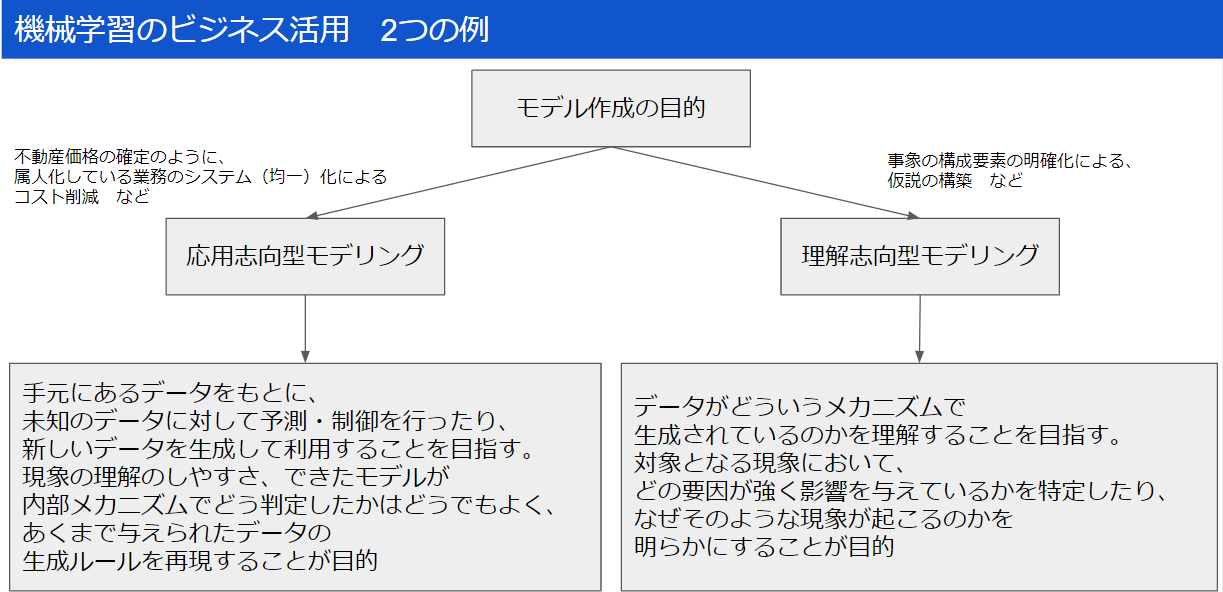 機械学習のビジネス活用　2つの例
モデル作成の目的
不動産価格の確定のように、
属人化している業務のシステム（均一）化による
コスト削減　など
事象の構成要素の明確化による、
仮説の構築　など
応用志向型モデリング
理解志向型モデリング
手元にあるデータをもとに、
未知のデータに対して予測・制御を行ったり、
新しいデータを生成して利用することを目指す。
現象の理解のしやすさ、できたモデルが
内部メカニズムでどう判定したかはどうでもよく、
あくまで与えられたデータの
生成ルールを再現することが目的
データがどういうメカニズムで
生成されているのかを理解することを目指す。
対象となる現象において、
どの要因が強く影響を与えているかを特定したり、
なぜそのような現象が起こるのかを
明らかにすることが目的